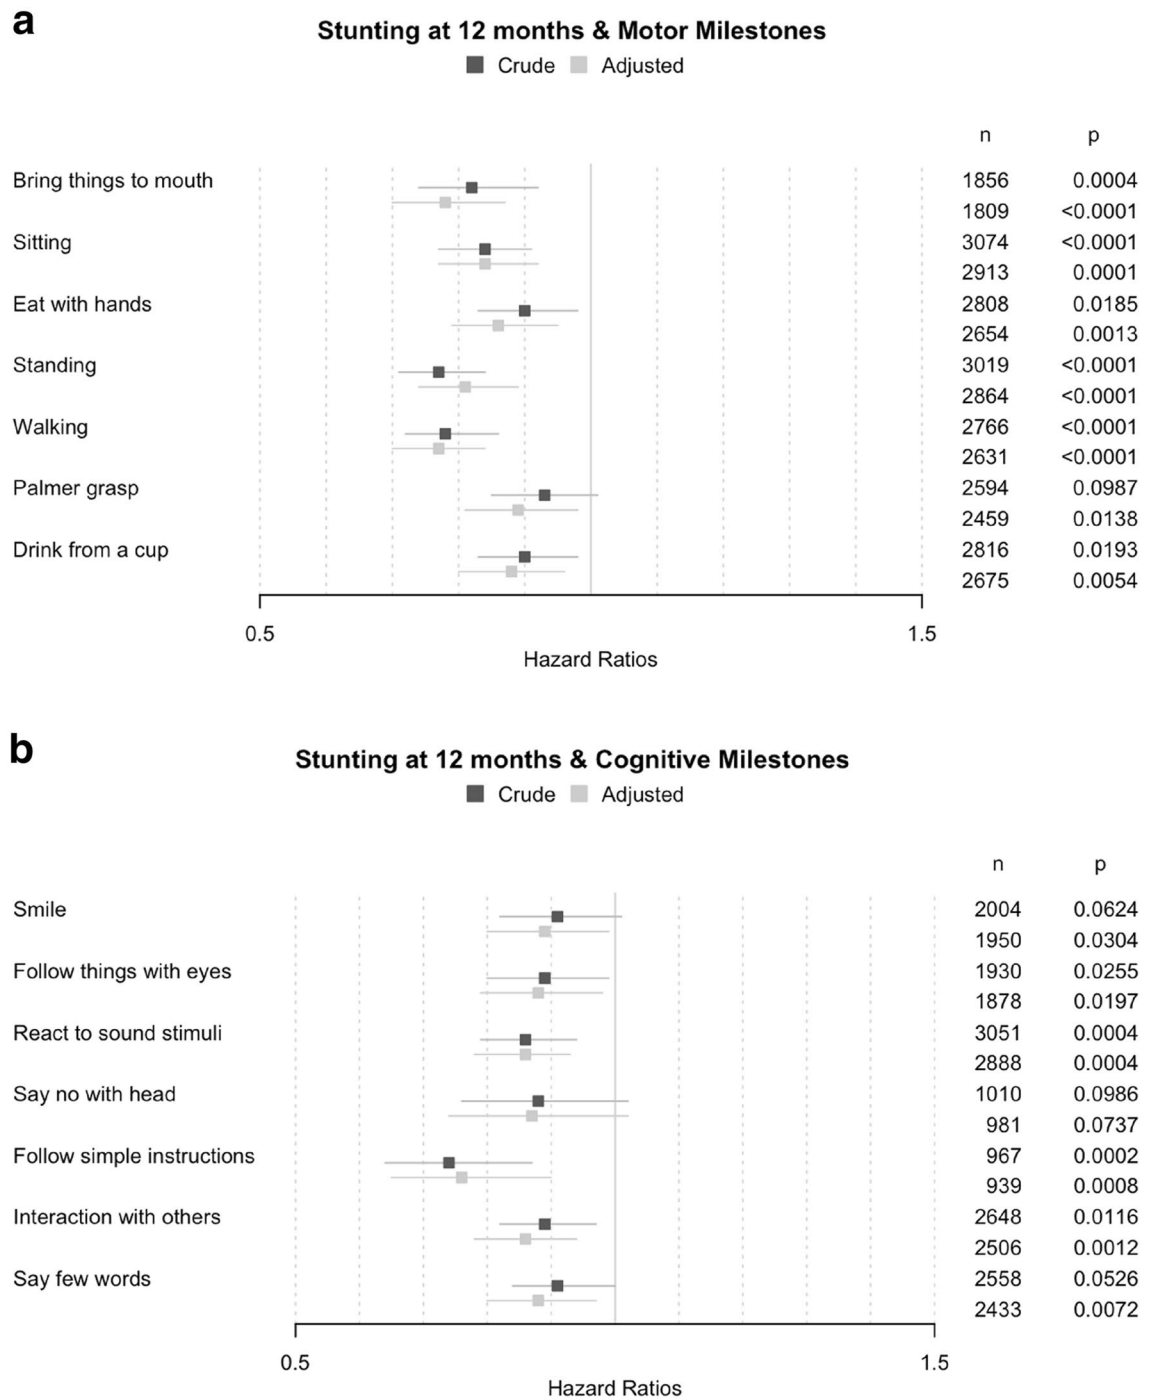 a
Stunting at 12 months & Motor Milestones
Crude Adjusted
n p
Bring things to mouth 1856 0.0004
1809 <0.0001
Sitting 3074 <0.0001
2913 0.0001
Eat with hands 2808 0.0185
2654 0.0013
Standing 3019 <0.0001
2864 <0.0001
Walking 2766 <0.0001
2631 <0.0001
Palmer grasp 2594 0.0987
2459 0.0138
Drink from a cup 2816 0.0193
2675 0.0054
0.5 1.5
Hazard Ratios
b
Stunting at 12 months & Cognitive Milestones
Crude Adjusted
n p
Smile 2004 0.0624
1950 0.0304
Follow things with eyes 1930 0.0255
1878 0.0197
React to sound stimuli 3051 0.0004
2888 0.0004
Say no with head 1010 0.0986
981 0.0737
Follow simple instructions 967 0.0002
939 0.0008
Interaction with others 2648 0.0116
2506 0.0012
Say few words 2558 0.0526
2433 0.0072
0.5 1.5
Hazard Ratios